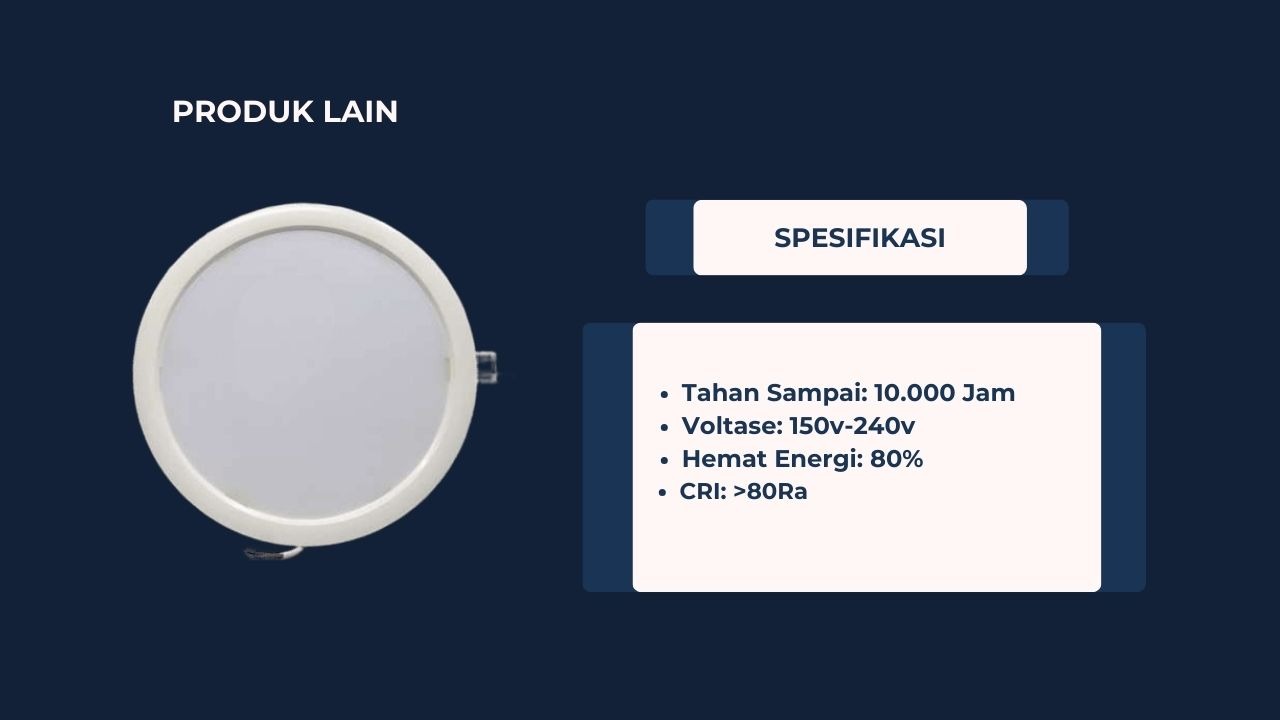 PRODUK LAIN
SPESIFIKASI
• Tahan Sampai: 10.000 Jam
• Voltase: 150v-240v
• Hemat Energi: 80%
• CRI: >80Ra